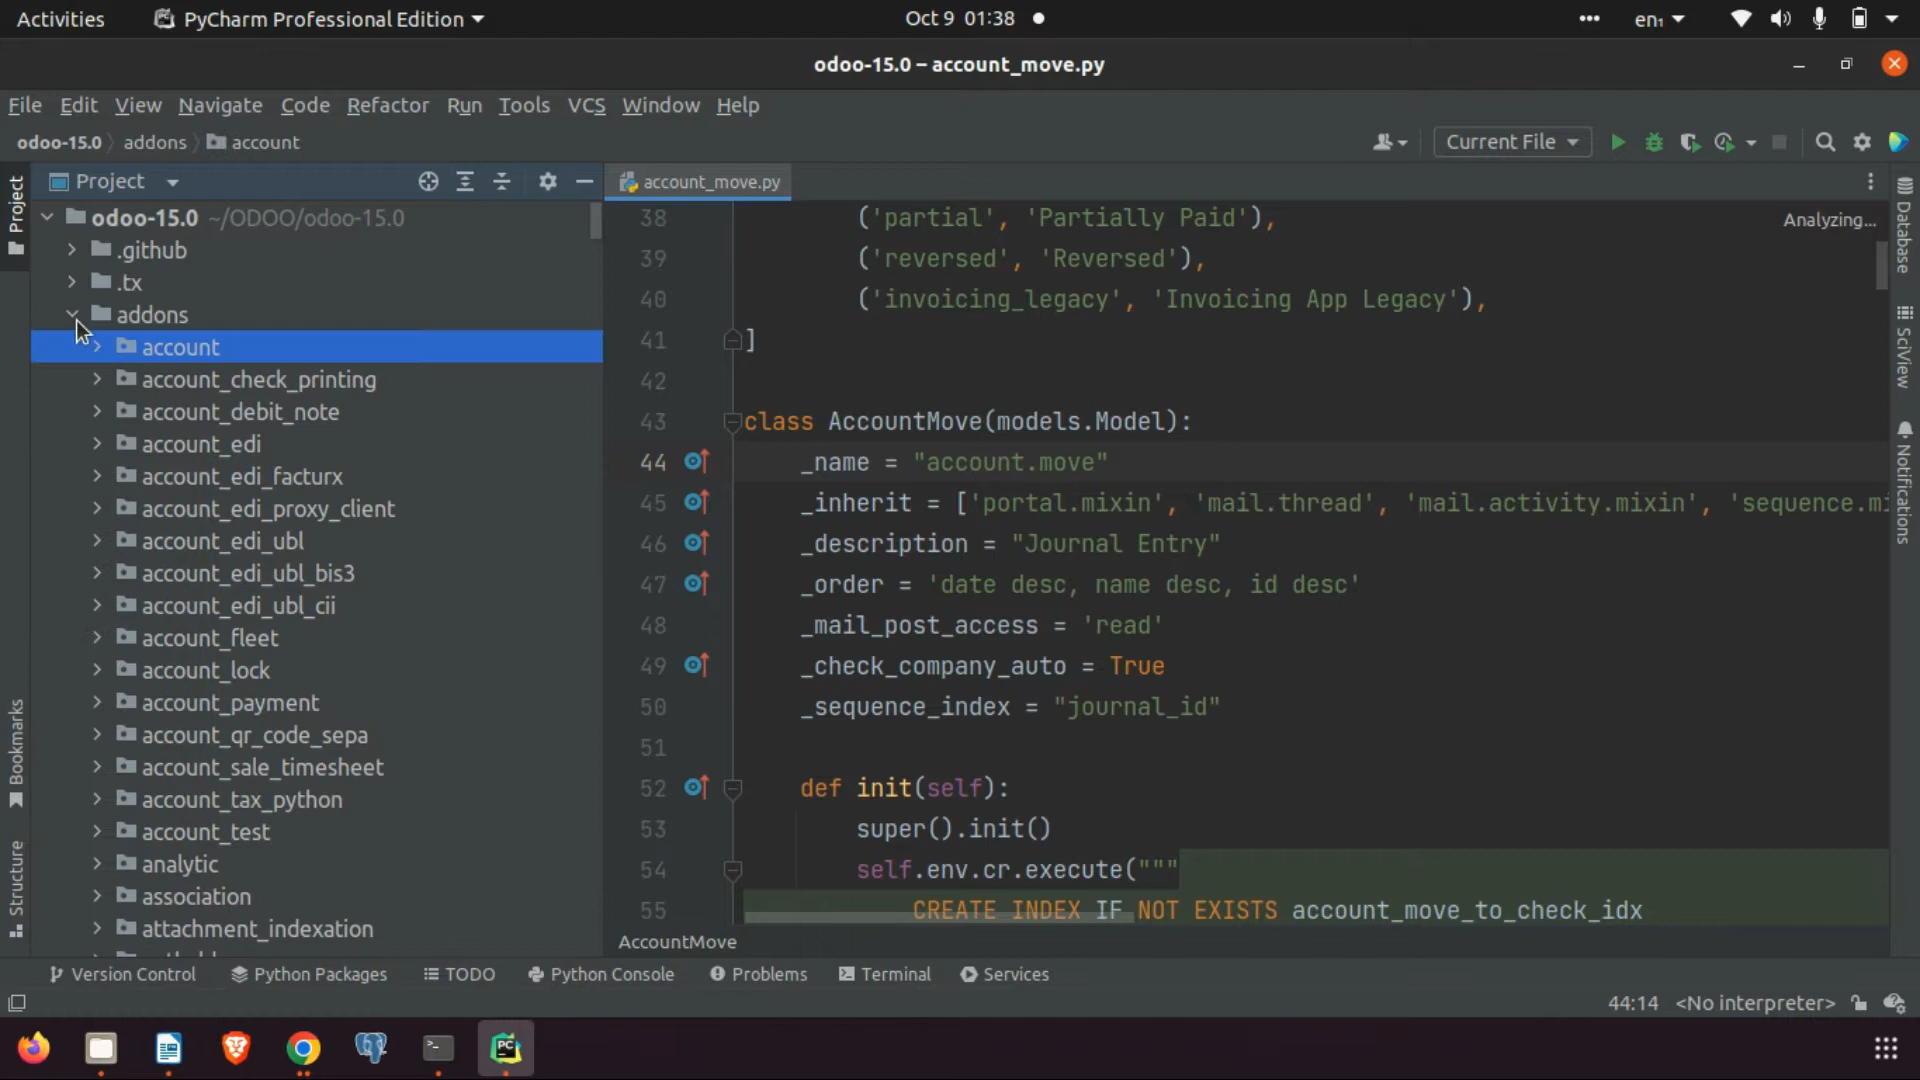 Activities PyCharm Professional Edition Oct 9 01:38 en₁
odoo-15.0 – account_move.py
File Edit View Navigate Code Refactor Run Tools VCS Window Help
odoo-15.0 addons account Current File
Project account_move.py
odoo-15.0 ~/ODOO/odoo-15.0
.github
.tx
addons
account
account_check_printing
account_debit_note
account_edi
account_edi_facturx
account_edi_proxy_client
account_edi_ubl
account_edi_ubl_bis3
account_edi_ubl_cii
account_fleet
account_lock
account_payment
account_qr_code_sepa
account_sale_timesheet
account_tax_python
account_test
analytic
association
attachment_indexation
Project
Bookmarks
Structure
38 ('partial', 'Partially Paid'),
Analyzing...
39 ('reversed', 'Reversed'),
40 ('invoicing_legacy', 'Invoicing App Legacy'),
41 ]
42
43 class AccountMove(models.Model):
44 _name = "account.move"
45 _inherit = ['portal.mixin', 'mail.thread', 'mail.activity.mixin', 'sequence.mi
46 _description = "Journal Entry"
47 _order = 'date desc, name desc, id desc'
48 _mail_post_access = 'read'
49 _check_company_auto = True
50 _sequence_index = "journal_id"
51
52 def init(self):
53 super().init()
54 self.env.cr.execute("""
55 CREATE INDEX IF NOT EXISTS account_move_to_check_idx
AccountMove
Database
SciView
Notifications
Version Control Python Packages TODO Python Console Problems Terminal Services
44:14 <No interpreter>
PC